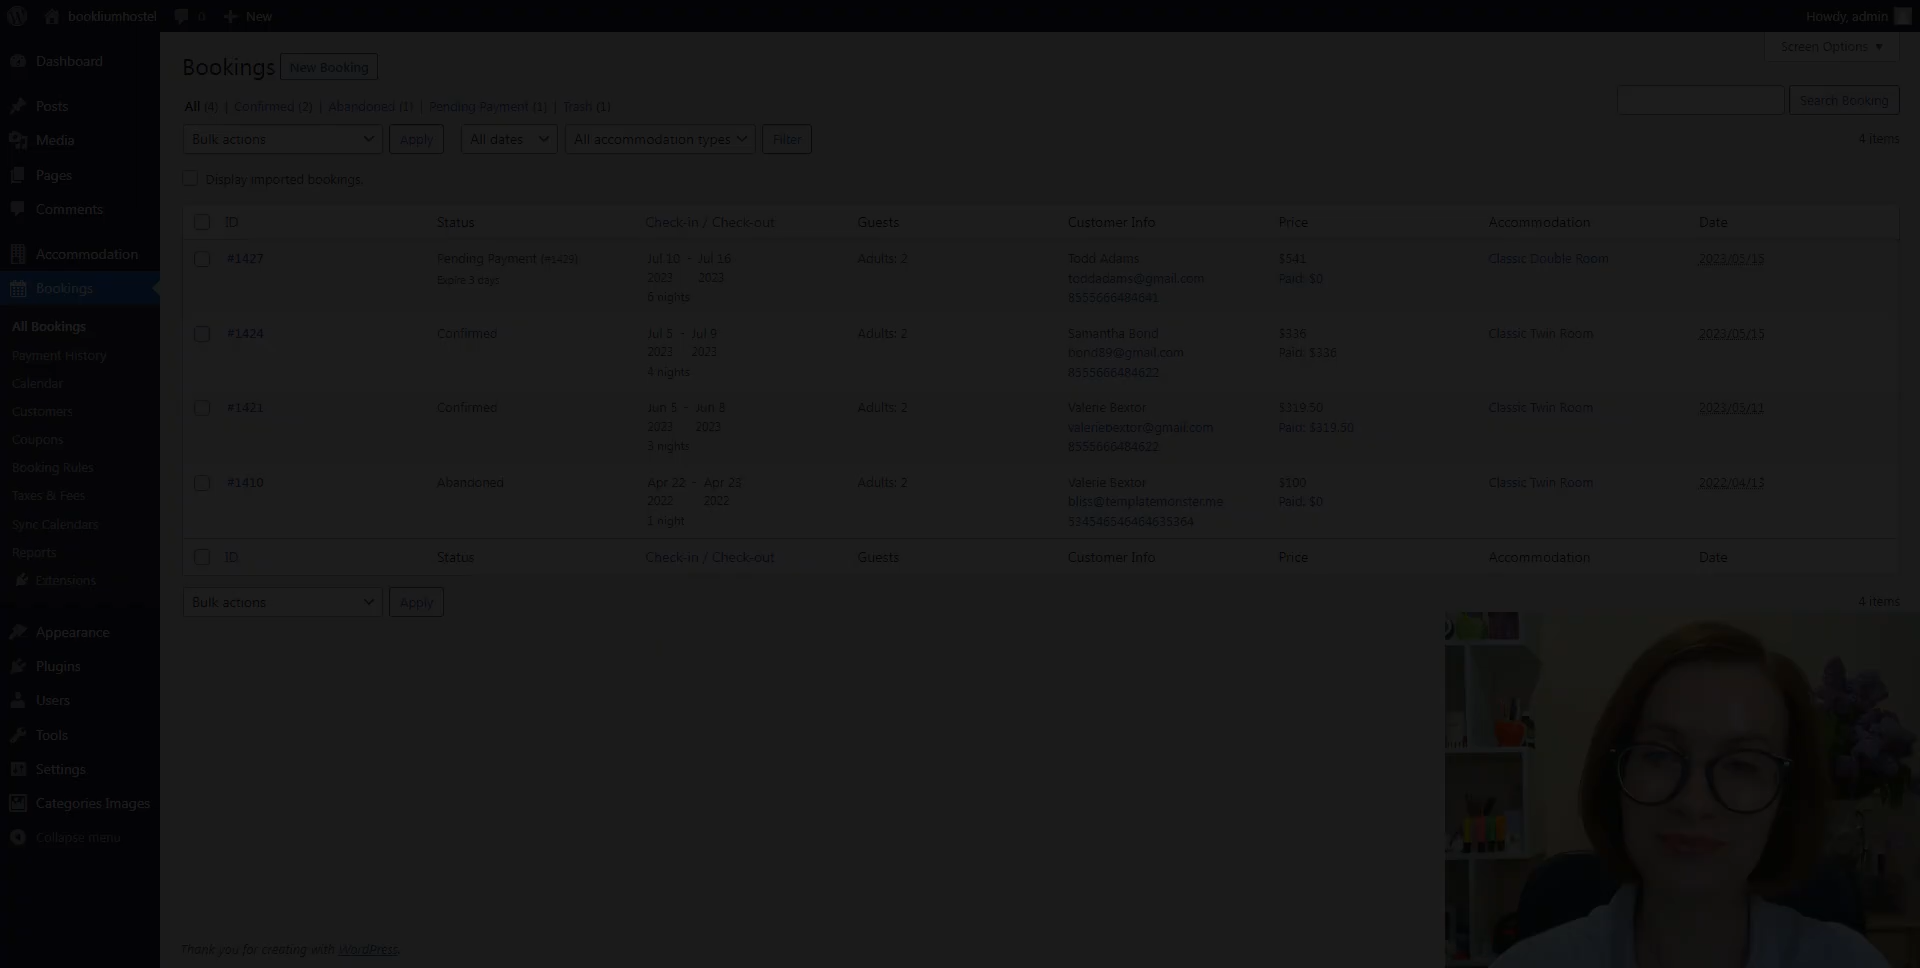 bookliumhostel 0 New Howdy, admin
Dashboard
Posts
Media
Pages
Comments
Accommodation
Bookings
All Bookings
Payment History
Calendar
Customers
Coupons
Booking Rules
Taxes & Fees
Sync Calendars
Reports
Extensions
Appearance
Plugins
Users
Tools
Settings
Categories Images
Collapse menu
Screen Options
Bookings New Booking
All (4) | Confirmed (2) | Abandoned (1) | Pending Payment (1) | Trash (1)
Search Booking
Bulk actions Apply All dates All accommodation types Filter 4 items
Display imported bookings.
ID Status Check-in / Check-out Guests Customer Info Price Accommodation Date
#1427 Pending Payment (#1429) Jul 10 - Jul 16 Adults: 2 Todd Adams $541 Classic Double Room 2023/05/15
Expire 3 days 2023 2023 toddadams@gmail.com Paid: $0
6 nights 8555666484641
#1424 Confirmed Jul 5 - Jul 9 Adults: 2 Samantha Bond $336 Classic Twin Room 2023/05/15
2023 2023 bond89@gmail.com Paid: $336
4 nights 8555666484622
#1421 Confirmed Jun 5 - Jun 8 Adults: 2 Valerie Bextor $319.50 Classic Twin Room 2023/05/11
2023 2023 valeriebextor@gmail.com Paid: $319.50
3 nights 8555666484622
#1410 Abandoned Apr 22 - Apr 23 Adults: 2 Valerie Bextor $100 Classic Twin Room 2022/04/13
2022 2022 bliss@templatemonster.me Paid: $0
1 night 534546546464635364
ID Status Check-in / Check-out Guests Customer Info Price Accommodation Date
Bulk actions Apply 4 items
Thank you for creating with WordPress.